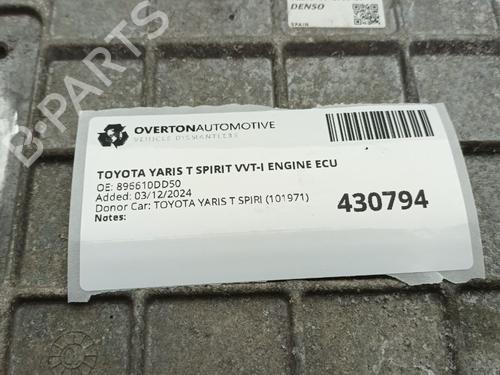 DENSO
SPAIN
B-PARTS
OVERTONAUTOMOTIVE
VEHICLE DISMANTLERS
TOYOTA YARIS T SPIRIT VVT-I ENGINE ECU
OE: 896610DD50
Added: 03/12/2024
Donor Car: TOYOTA YARIS T SPIRI (101971)
Notes:
430794